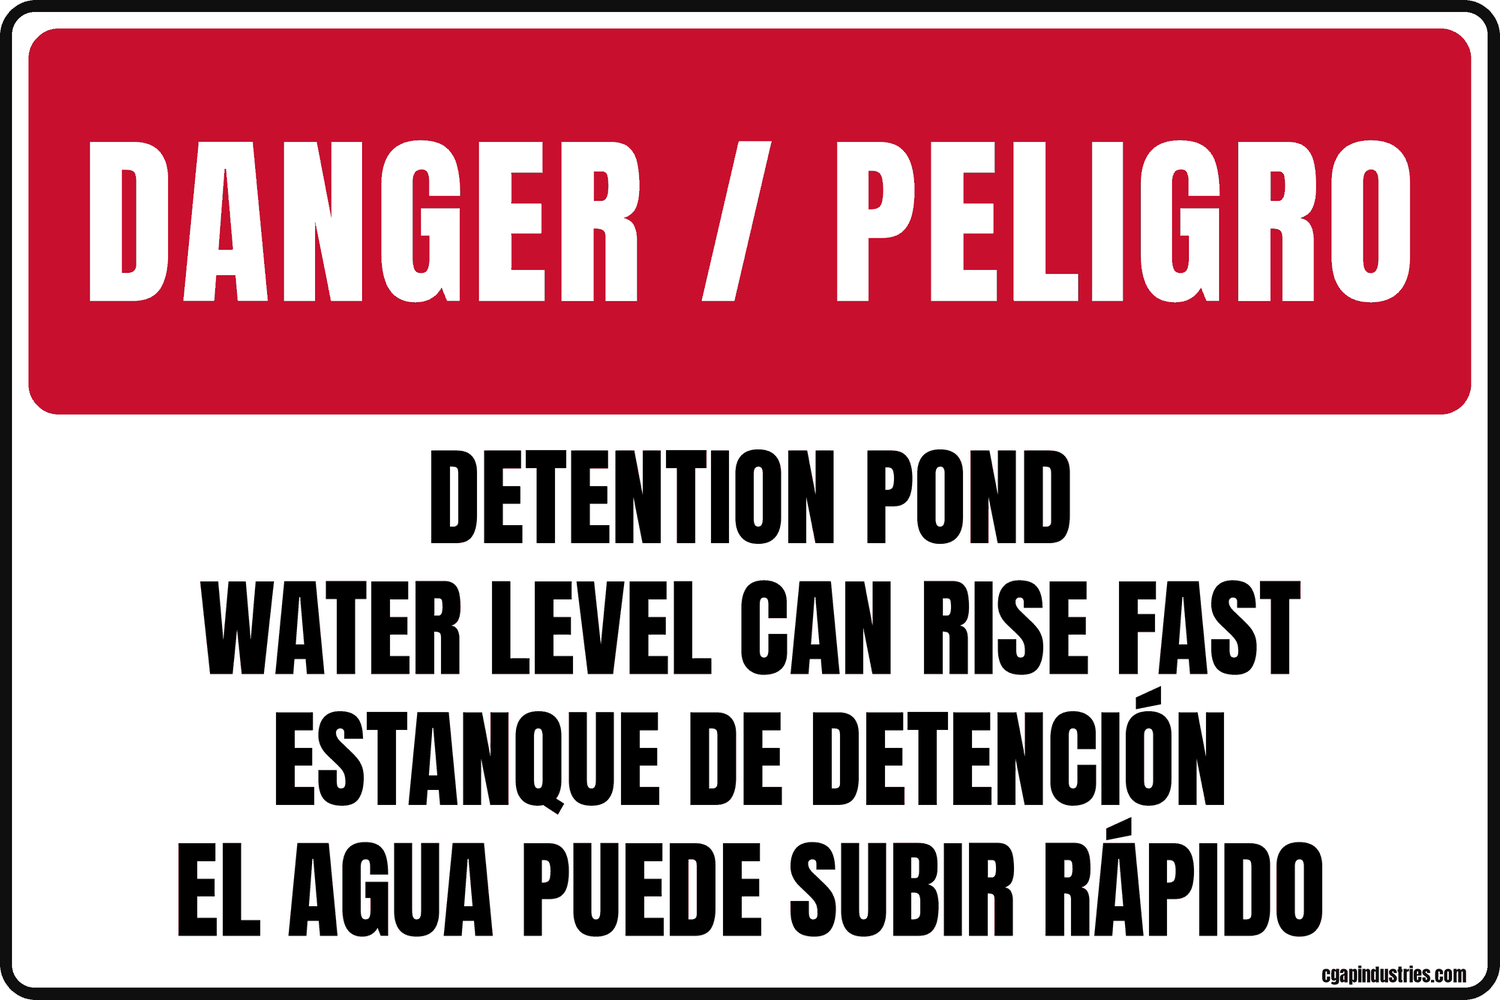 DANGER / PELIGRO
DETENTION POND
WATER LEVEL CAN RISE FAST
ESTANQUE DE DETENCIÓN
EL AGUA PUEDE SUBIR RÁPIDO
cgapindustries.com